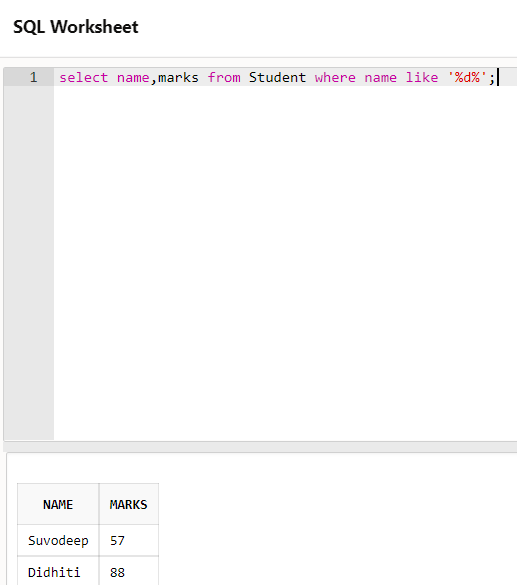 SQL Worksheet
1 select name,marks from Student where name like '%d%';
NAME MARKS
Suvodeep 57
Didhiti 88